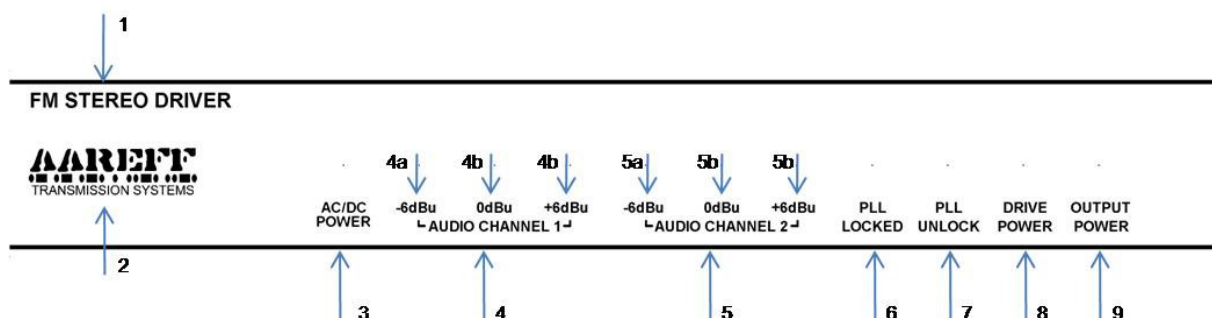 1
FM STEREO DRIVER
AAREFF
TRANSMISSION SYSTEMS
4a 4b 4b 5a 5b 5b
AC/DC POWER
-6dBu 0dBu +6dBu
AUDIO CHANNEL 1
-6dBu 0dBu +6dBu
AUDIO CHANNEL 2
PLL LOCKED
PLL UNLOCK
DRIVE POWER
OUTPUT POWER
2
3 4 5 6 7 8 9